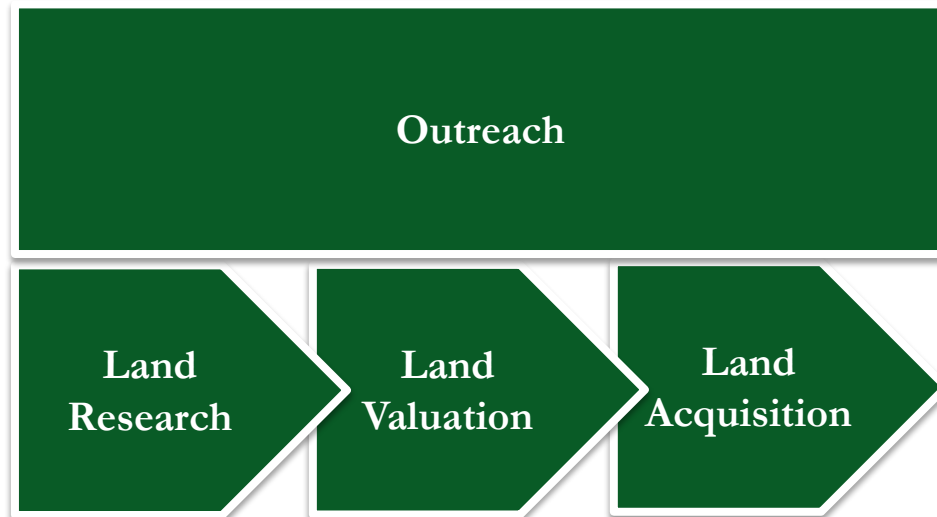 Outreach
Land
Research
Land
Valuation
Land
Acquisition